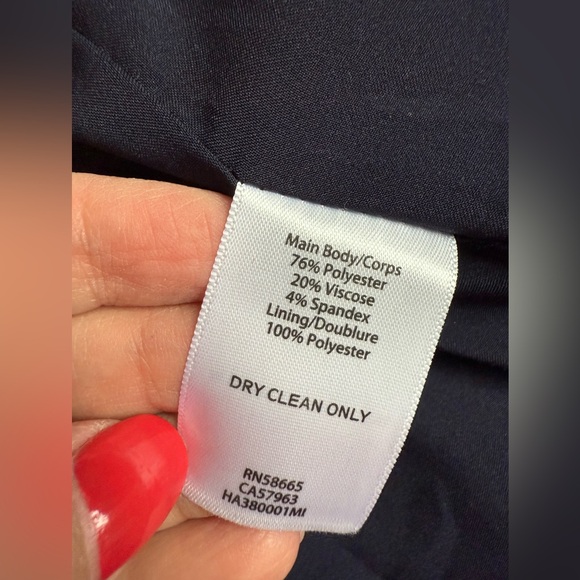 Main Body/Corps
76% Polyester
20% Viscose
4% Spandex
Lining/Doublure
100% Polyester
DRY CLEAN ONLY
RN58665
CA57963
HA380001MI